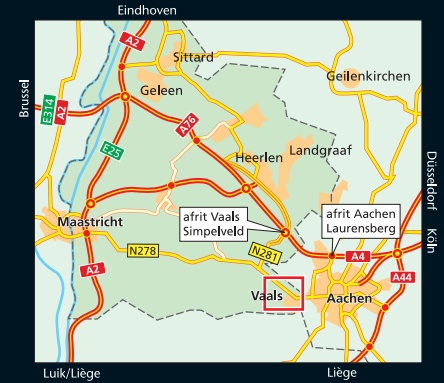 Eindhoven
A2
Sittard
Geilenkirchen
Geleen
Brussel
E314
A2
A76
E25
Heerlen
Landgraaf
Düsseldorf
Köln
Maastricht
afrit Vaals
Simpelveld
afrit Aachen
Laurensberg
N278
N281
A4
A2
A44
Vaals
Aachen
Luik/Liège
Liège